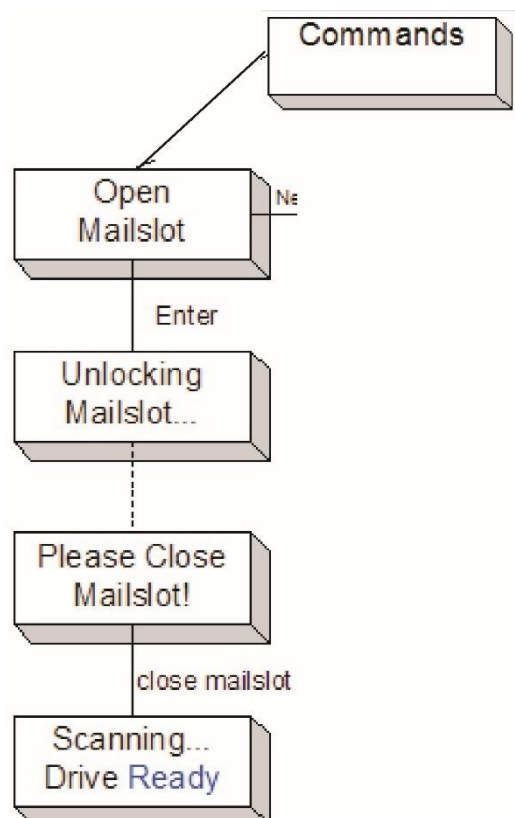 Commands
Open
Mailslot
Enter
Unlocking
Mailslot...
Please Close
Mailslot!
close mailslot
Scanning...
Drive Ready